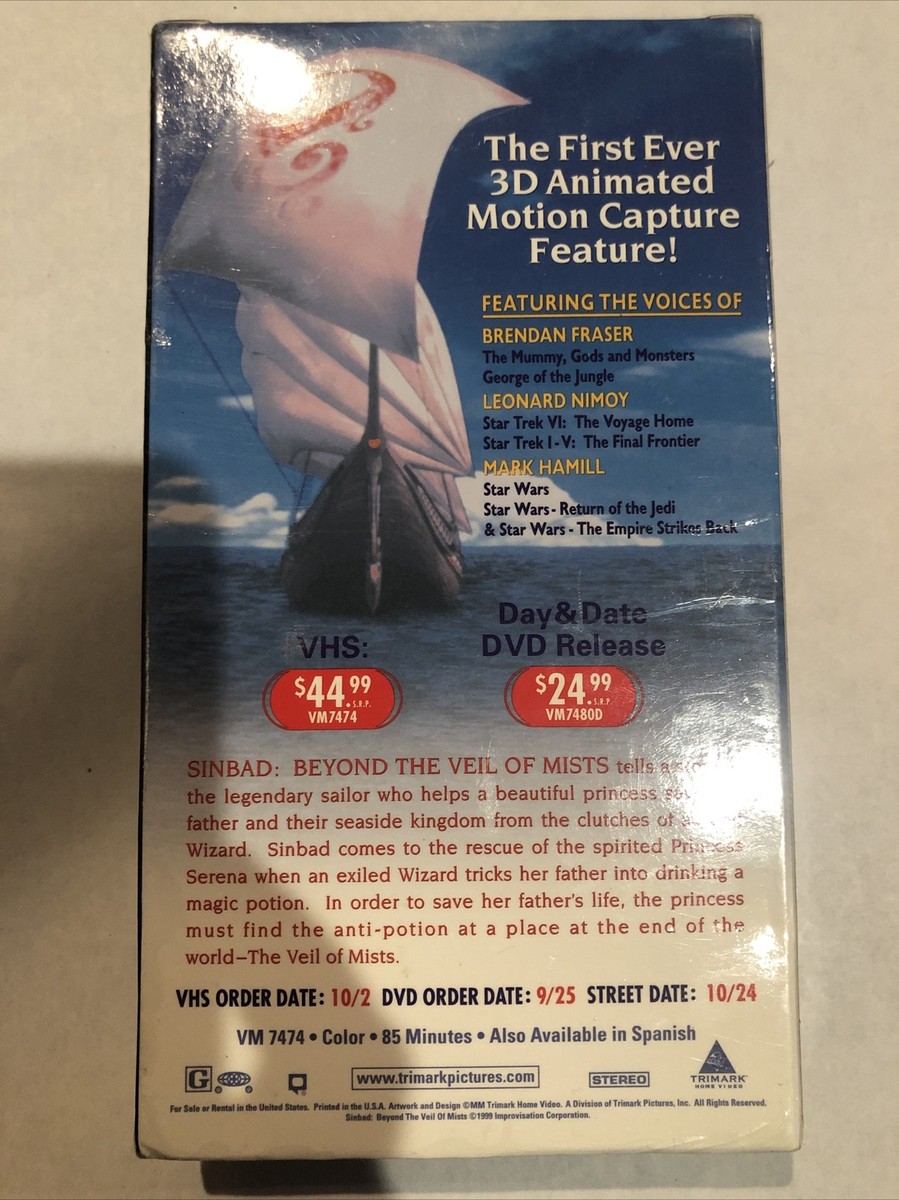 The First Ever
3D Animated
Motion Capture
Feature!
FEATURING THE VOICES OF
BRENDAN FRASER
The Mummy, Gods and Monsters
George of the Jungle
LEONARD NIMOY
Star Trek VI: The Voyage Home
Star Trek I-V: The Final Frontier
MARK HAMILL
Star Wars
Star Wars - Return of the Jedi
& Star Wars - The Empire Strikes Back
VHS:
$44.99 S.R.P.
VM7474
Day & Date
DVD Release
$24.99 S.R.P.
VM7480D
SINBAD: BEYOND THE VEIL OF MISTS tells a
the legendary sailor who helps a beautiful princess
father and their seaside kingdom from the clutches of
Wizard. Sinbad comes to the rescue of the spirited Princess
Serena when an exiled Wizard tricks her father into drinking a
magic potion. In order to save her father's life, the princess
must find the anti-potion at a place at the end of the
world—The Veil of Mists.
VHS ORDER DATE: 10/2 DVD ORDER DATE: 9/25 STREET DATE: 10/24
VM 7474 • Color • 85 Minutes • Also Available in Spanish
G
www.trimarkpictures.com
STEREO
TRIMARK
HOME VIDEO
For Sale or Rental in the United States. Printed in the U.S.A. Artwork and Design ©MM Trimark Home Video. A Division of Trimark Pictures, Inc. All Rights Reserved.
Sinbad: Beyond The Veil Of Mists ©1999 Improvisation Corporation.